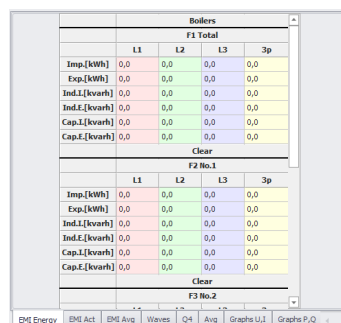 Boilers
F1 Total
L1 L2 L3 3p
Imp.[kWh] 0,0 0,0 0,0 0,0
Exp.[kWh] 0,0 0,0 0,0 0,0
Ind.I.[kvarh] 0,0 0,0 0,0 0,0
Ind.E.[kvarh] 0,0 0,0 0,0 0,0
Cap.I.[kvarh] 0,0 0,0 0,0 0,0
Cap.E.[kvarh] 0,0 0,0 0,0 0,0
Clear
F2 No.1
L1 L2 L3 3p
Imp.[kWh] 0,0 0,0 0,0 0,0
Exp.[kWh] 0,0 0,0 0,0 0,0
Ind.I.[kvarh] 0,0 0,0 0,0 0,0
Ind.E.[kvarh] 0,0 0,0 0,0 0,0
Cap.I.[kvarh] 0,0 0,0 0,0 0,0
Cap.E.[kvarh] 0,0 0,0 0,0 0,0
Clear
F3 No.2
EMI Energy EMI Act EMI Avg Waves Q4 Avg Graphs U,I Graphs P,Q